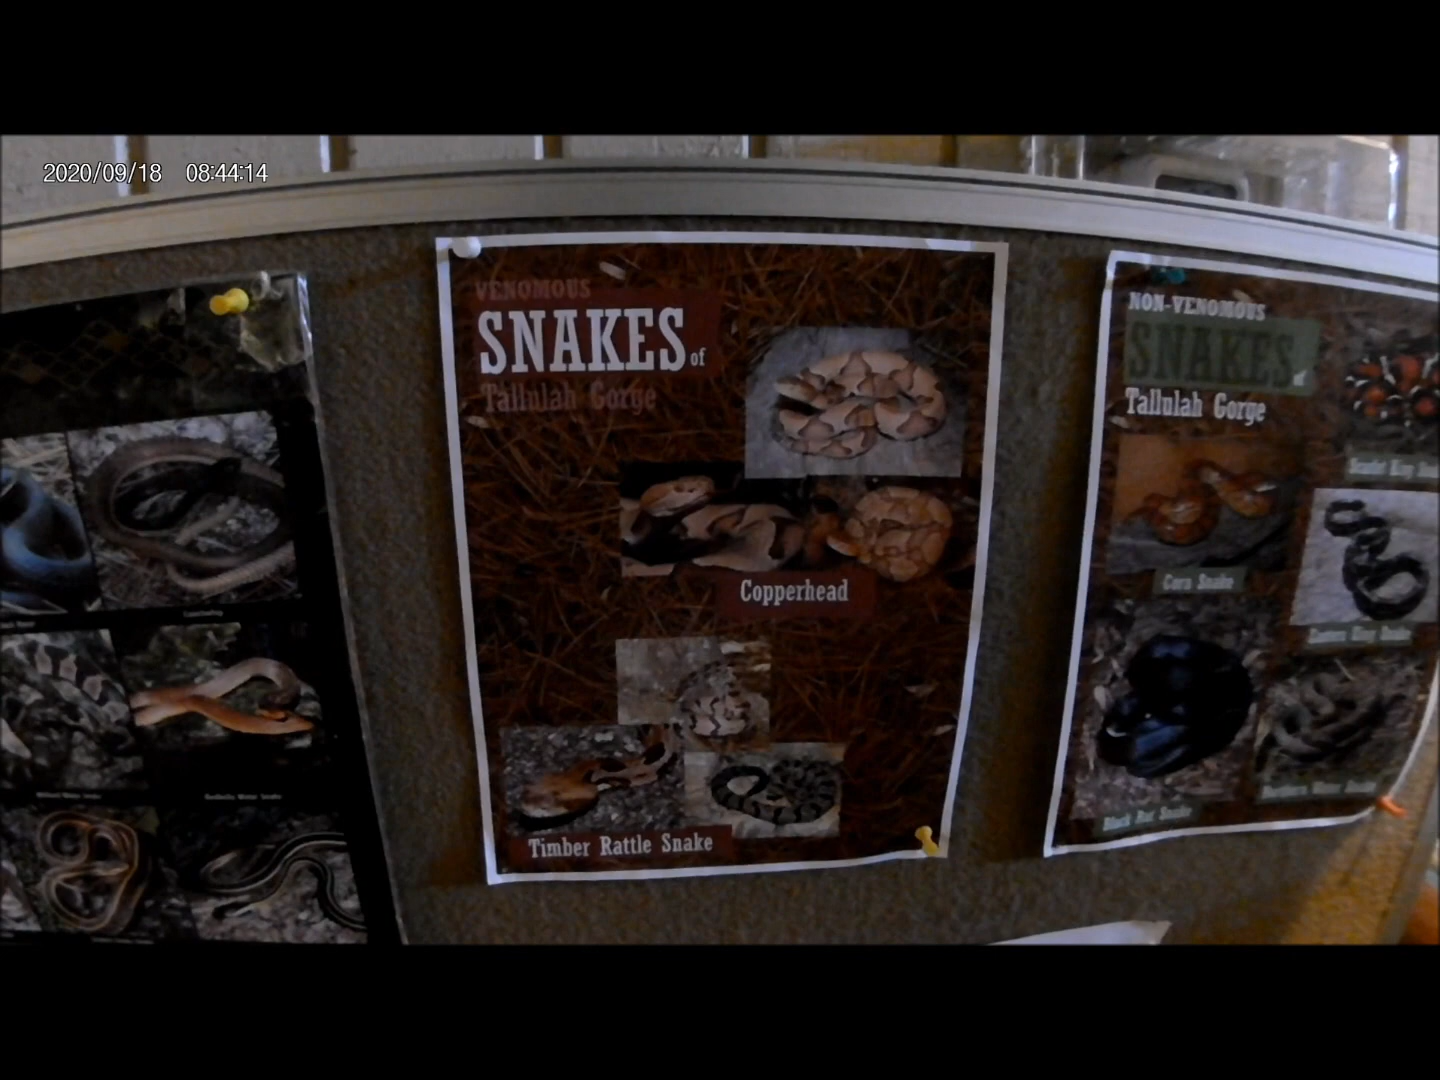 2020/09/18 08:44:14
VENOMOUS
SNAKES of
Tallulah Gorge
Copperhead
Timber Rattle Snake
NON-VENOMOUS
SNAKES of
Tallulah Gorge
Corn Snake
Black Rat Snake